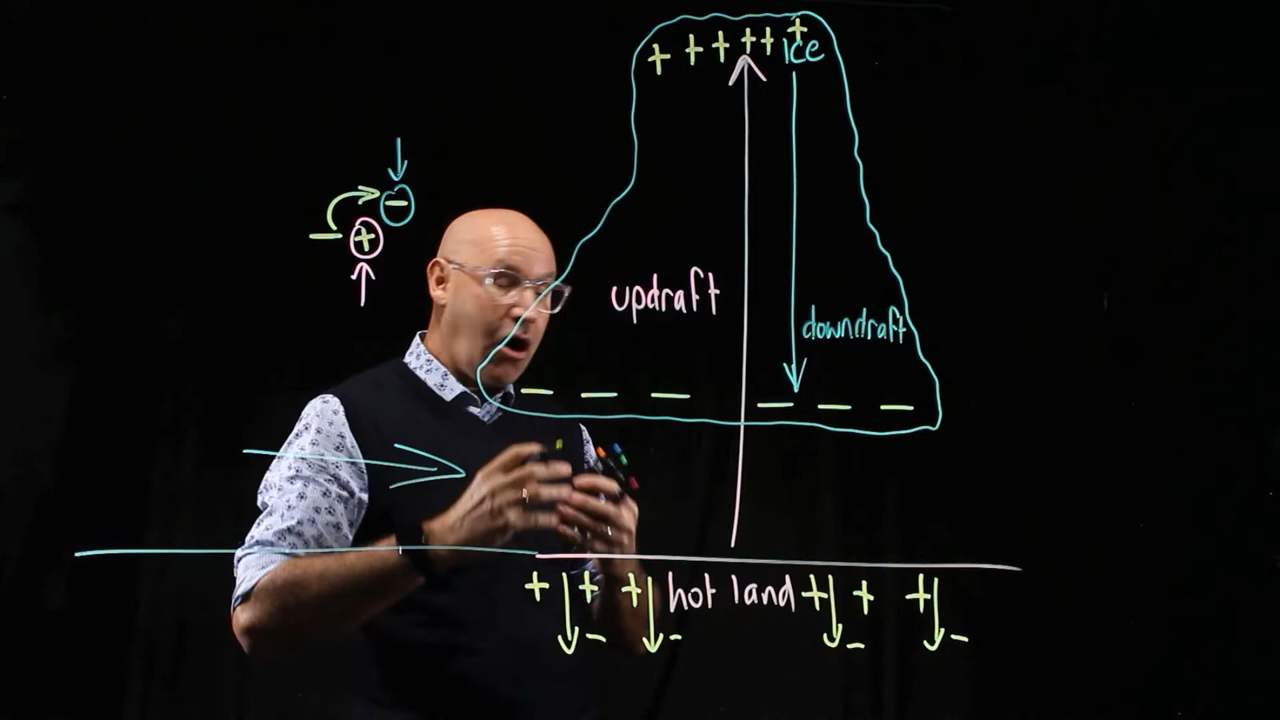 + + + + + +
ice
-
- +
updraft
downdraft
- - - - - -
+ + + hot land + + +
- - - -